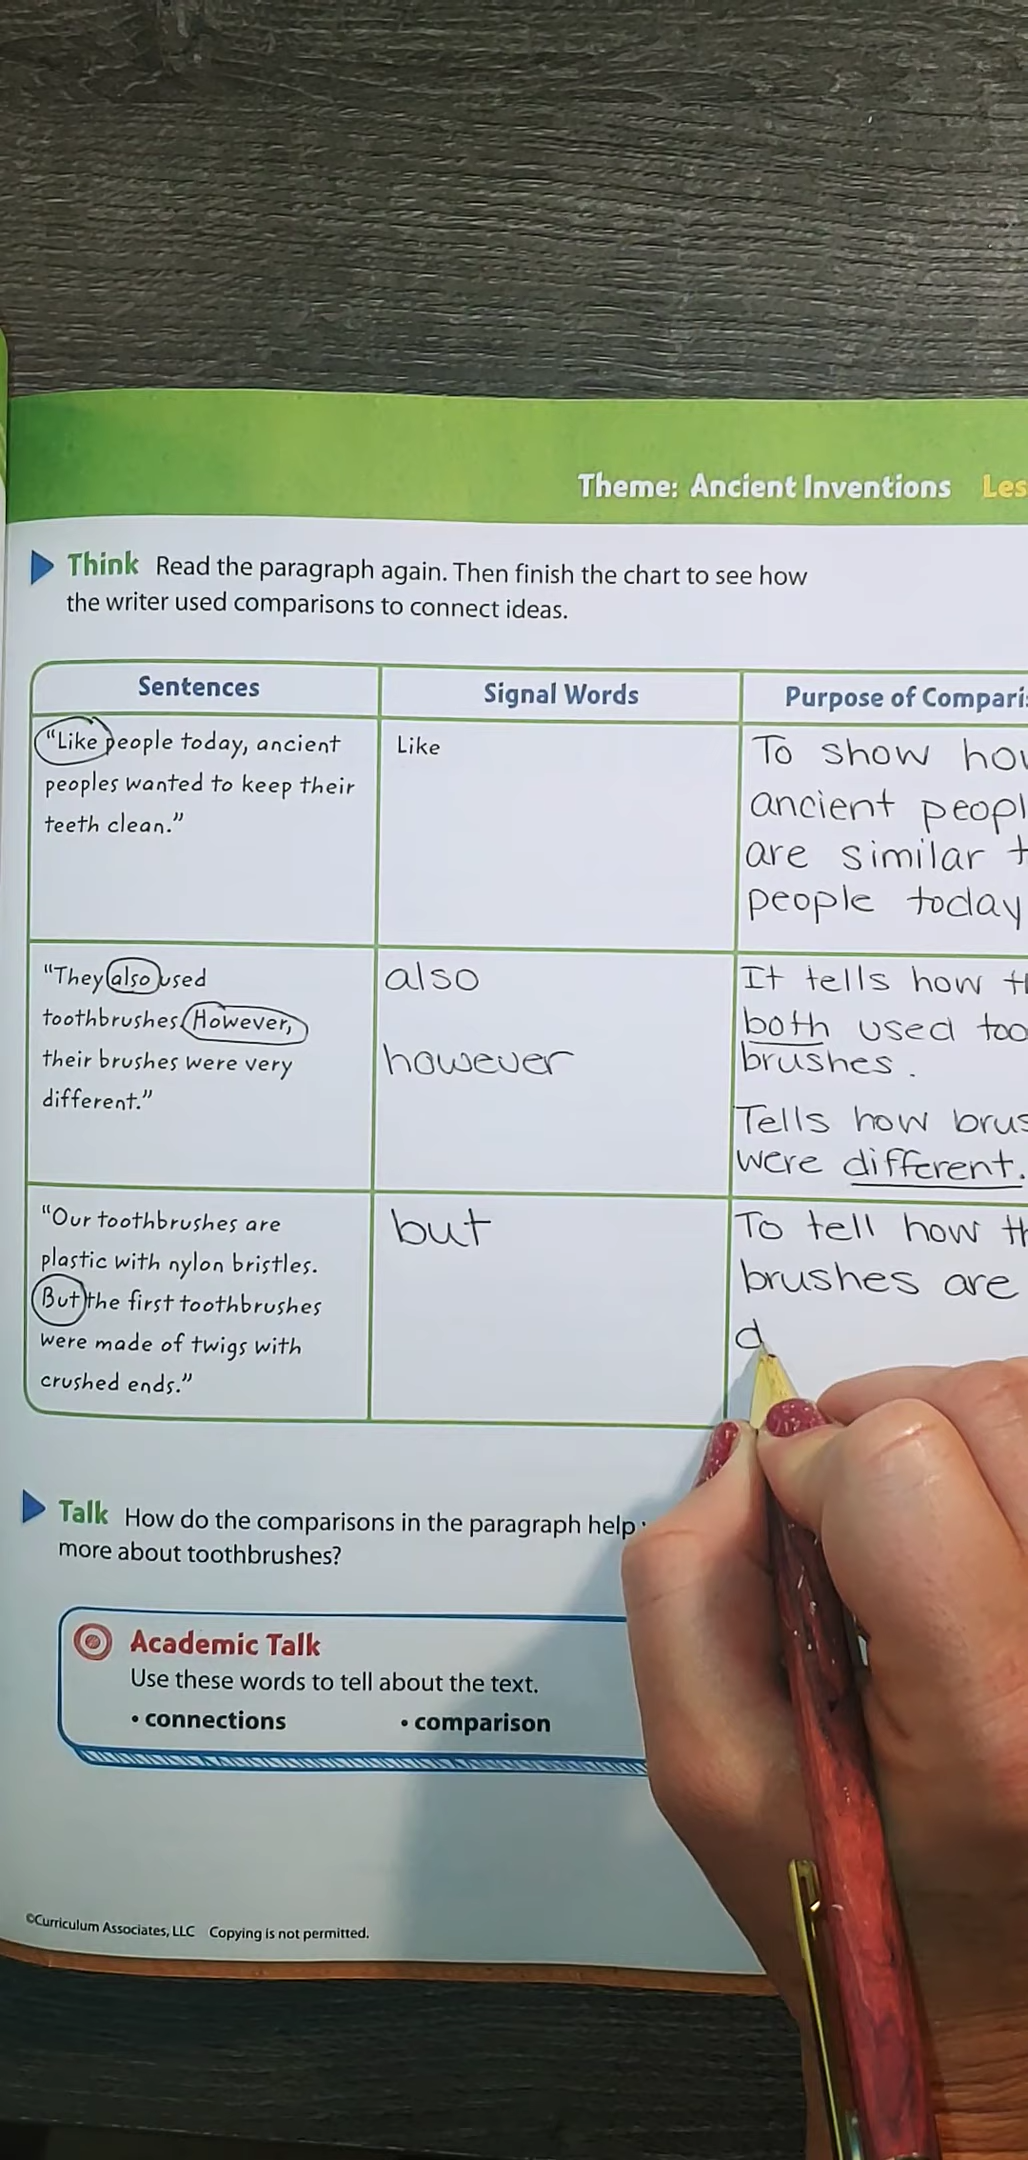 Theme: Ancient Inventions
Think Read the paragraph again. Then finish the chart to see how
the writer used comparisons to connect ideas.
Sentences
Signal Words
Purpose of
"Like people today, ancient
peoples wanted to keep their
teeth clean."
Like
To show
ancient
are similar
people today
"They also used
toothbrushes. However,
their brushes were very
different."
also
however
It tells how
both used
brushes.
Tells how
were different.
"Our toothbrushes are
plastic with nylon bristles.
But the first toothbrushes
were made of twigs with
crushed ends."
but
To tell how
brushes are
d
Talk How do the comparisons in the paragraph help
more about toothbrushes?
Academic Talk
Use these words to tell about the text.
• connections
• comparison
©Curriculum Associates, LLC Copying is not permitted.